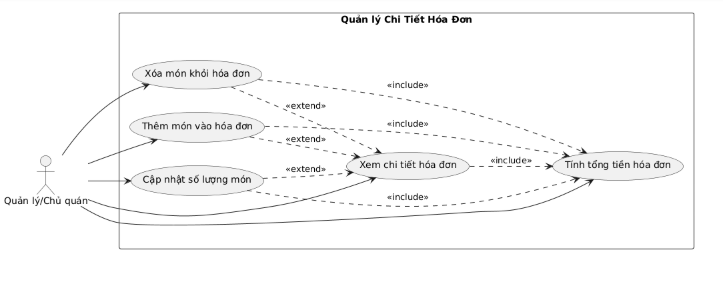 Quản lý Chi Tiết Hóa Đơn
Xóa món khỏi hóa đơn
«include»
«extend»
Thêm món vào hóa đơn
«include»
«extend»
Xem chi tiết hóa đơn
«include»
Tính tổng tiền hóa đơn
«extend»
Cập nhật số lượng món
«include»
Quản lý/Chủ quán